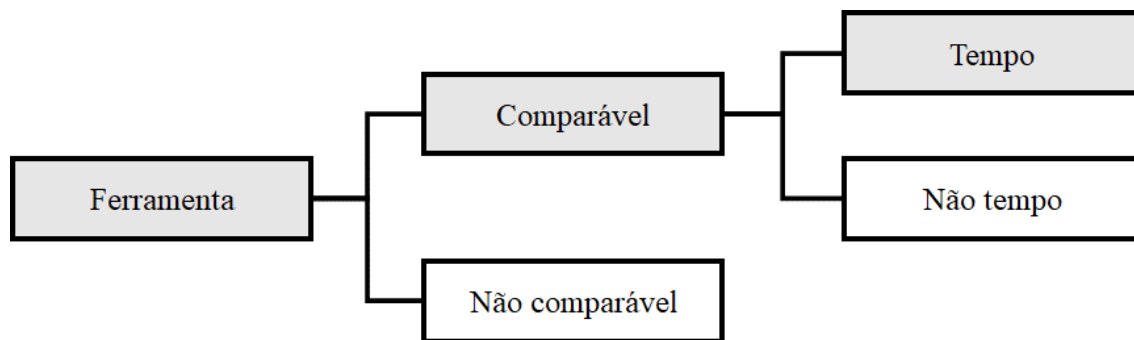 Tempo
Comparável
Ferramenta
Não tempo
Não comparável